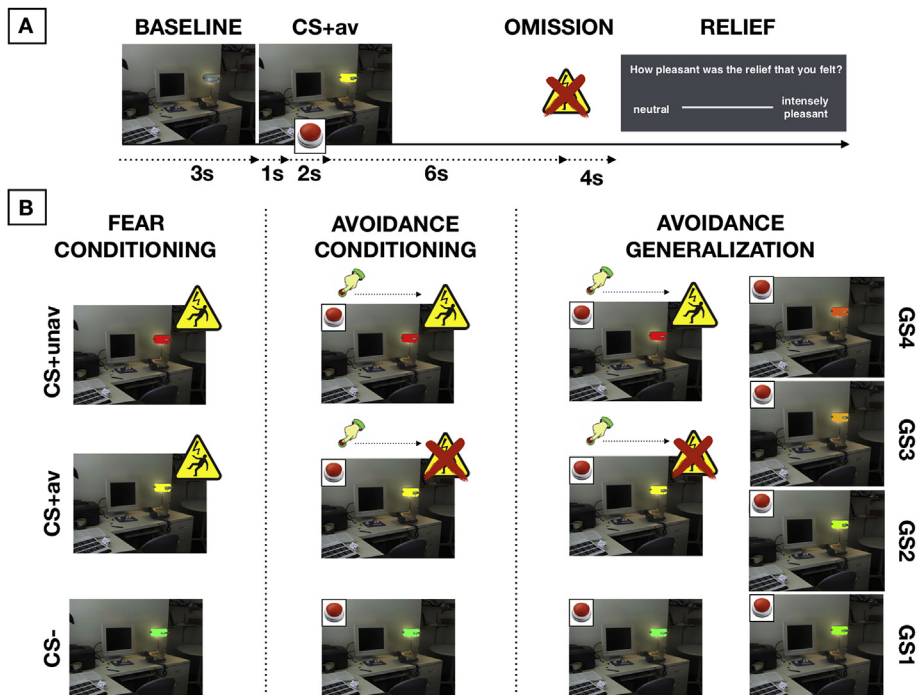 A
BASELINE
CS+av
OMISSION
RELIEF
How pleasant was the relief that you felt?
neutral
intensely
pleasant
3s
1s
2s
6s
4s
B
FEAR
CONDITIONING
AVOIDANCE
CONDITIONING
AVOIDANCE
GENERALIZATION
CS+unav
GS4
GS3
CS+av
GS2
CS-
GS1